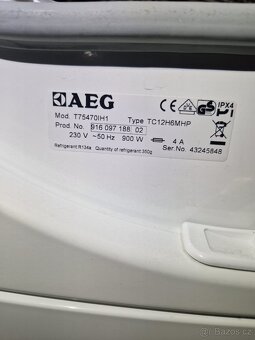 AEG
IPX4
Mod. T75470IH1 Type TC12H6MHP
Prod. No. 916 097 188 02
230 V ~50 Hz 900 W 4 A
Refrigerant R134a Quantity of refrigerant 350g
Ser.No. 43245848
© Bazoš.cz